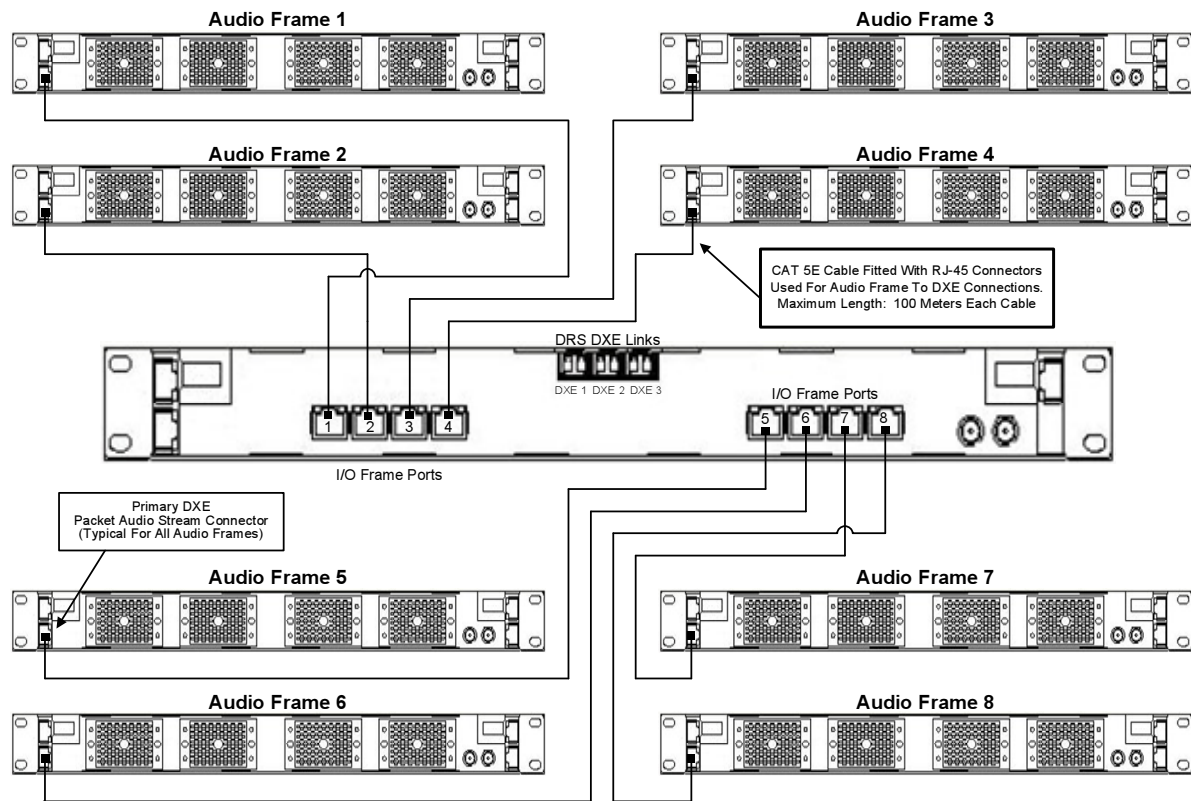 Audio Frame 1
Audio Frame 3
Audio Frame 2
Audio Frame 4
CAT 5E Cable Fitted With RJ-45 Connectors
Used For Audio Frame To DXE Connections.
Maximum Length: 100 Meters Each Cable
DRS DXE Links
DXE 1 DXE 2 DXE 3
I/O Frame Ports
1 2 3 4
5 6 7 8
I/O Frame Ports
Primary DXE
Packet Audio Stream Connector
(Typical For All Audio Frames)
Audio Frame 5
Audio Frame 7
Audio Frame 6
Audio Frame 8